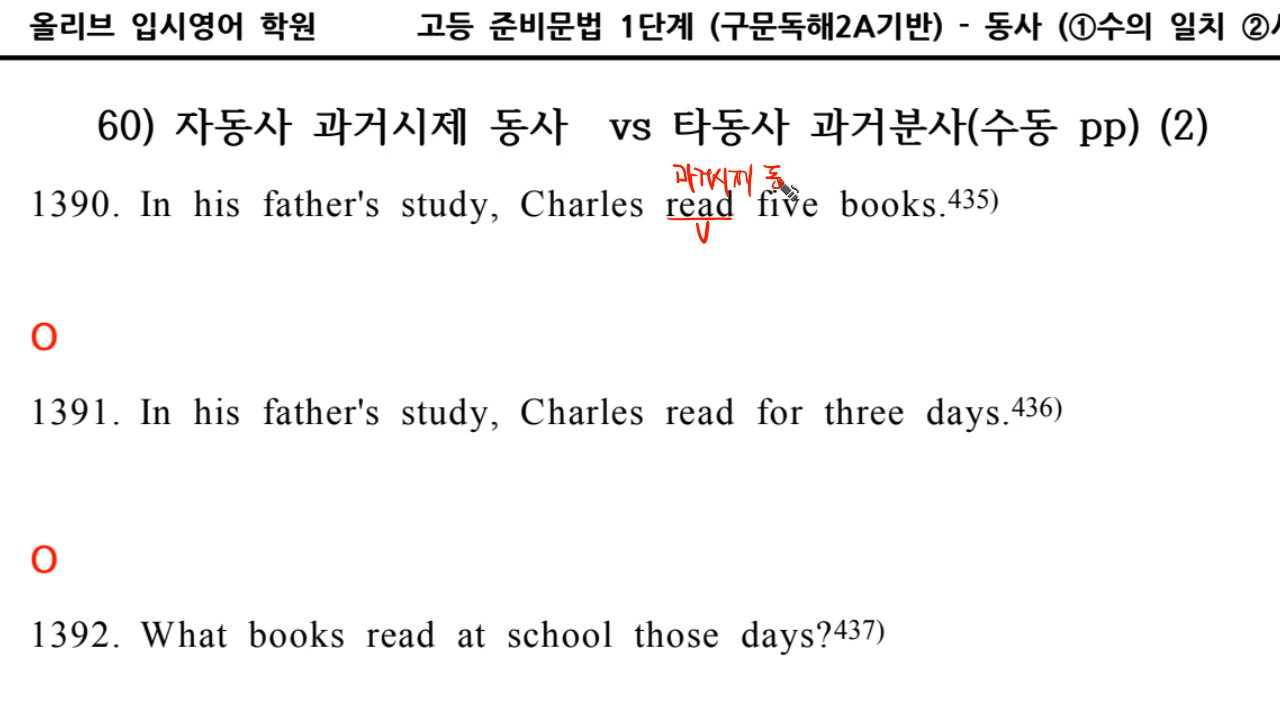 올리브 입시영어 학원 고등 준비문법 1단계 (구문독해2A기반) - 동사 (①수의 일치 ②
60) 자동사 과거시제 동사 vs 타동사 과거분사(수동 pp) (2)
과거시제 동
1390. In his father's study, Charles read five books.435)
V
O
1391. In his father's study, Charles read for three days.436)
O
1392. What books read at school those days?437)